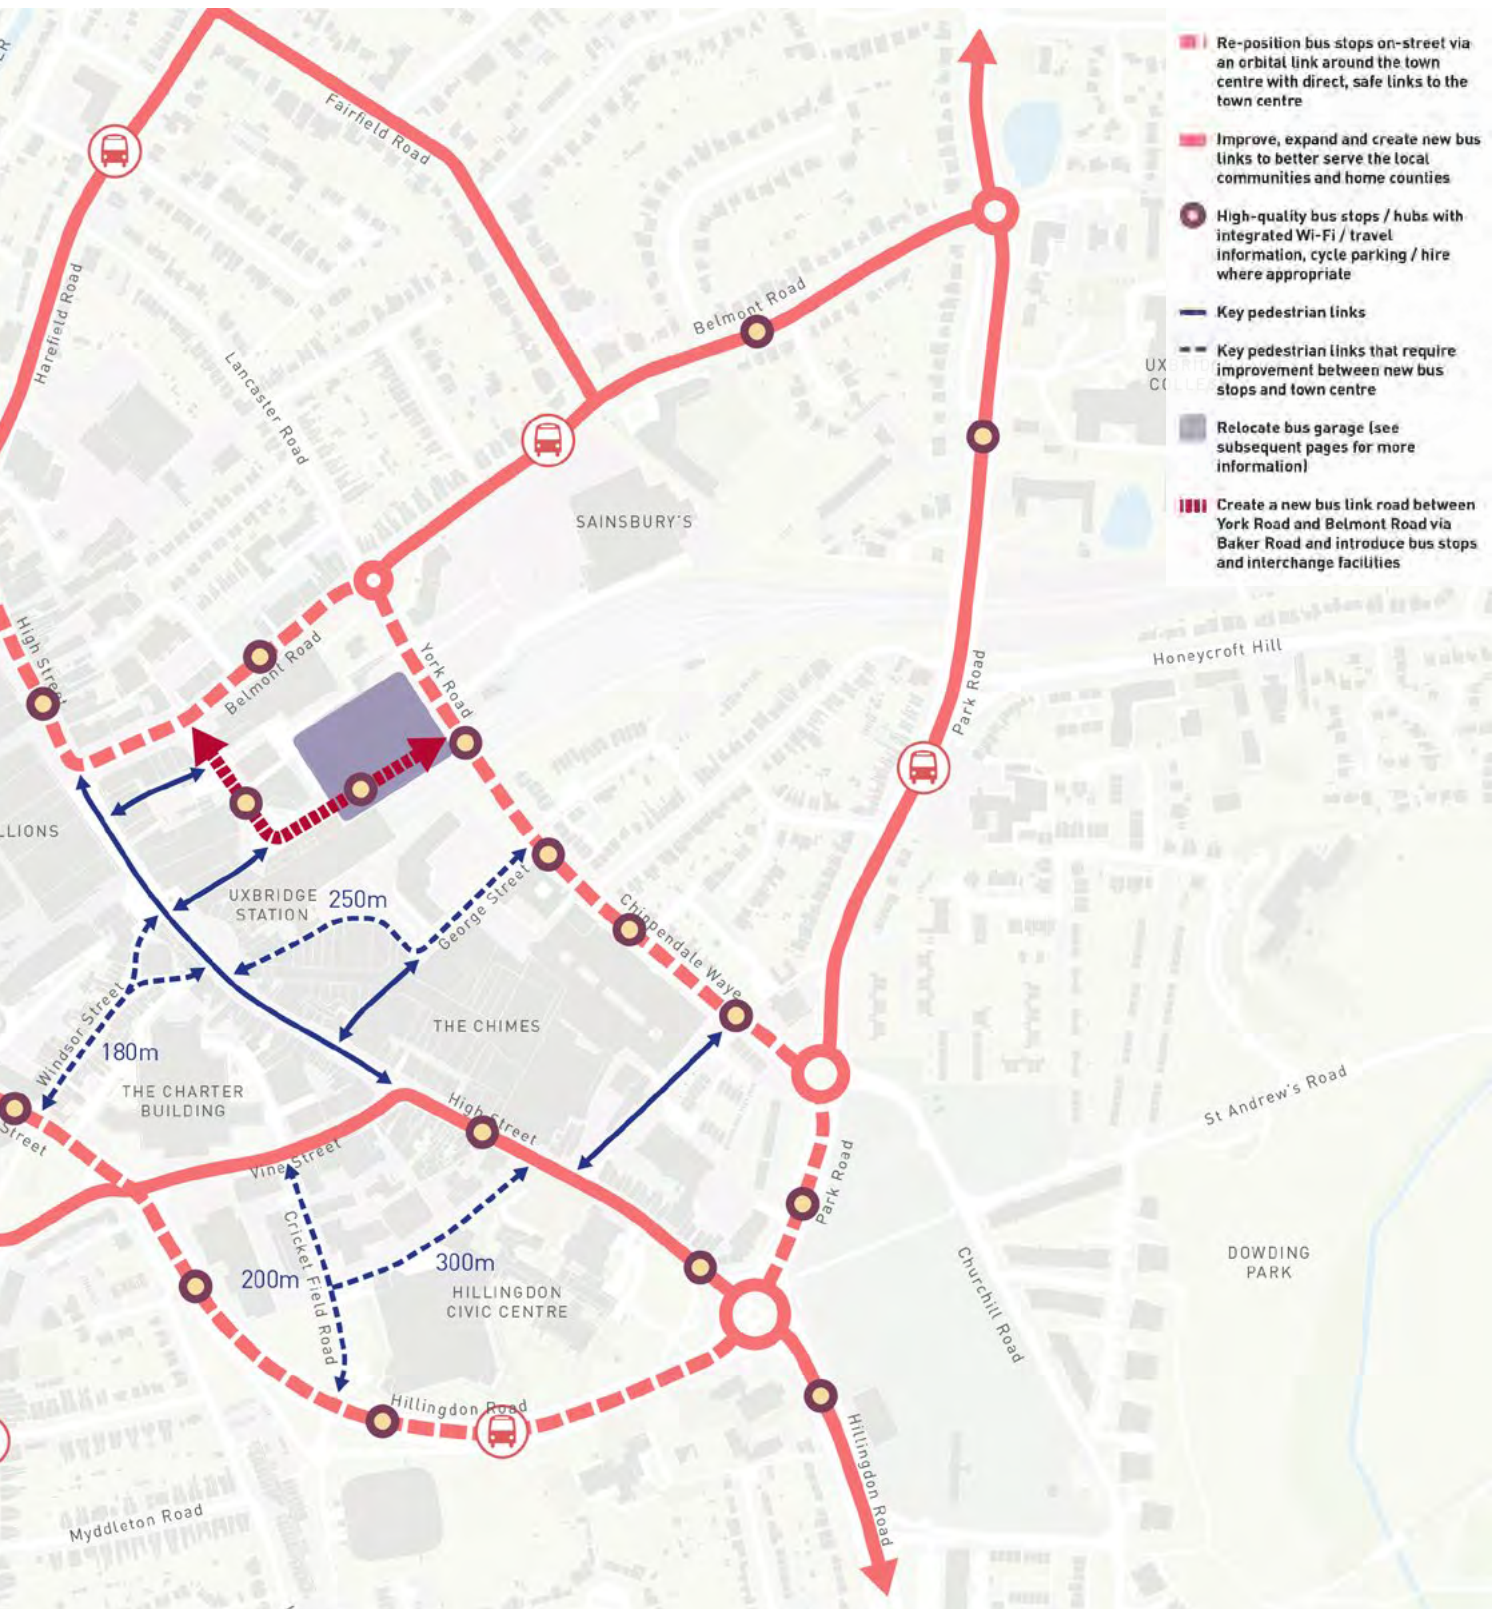 Re-position bus stops on-street via
an orbital link around the town
centre with direct, safe links to the
town centre
Improve, expand and create new bus
links to better serve the local
communities and home counties
High-quality bus stops / hubs with
integrated Wi-Fi / travel
information, cycle parking / hire
where appropriate
Key pedestrian links
Key pedestrian links that require
improvement between new bus
stops and town centre
Relocate bus garage (see
subsequent pages for more
information)
Create a new bus link road between
York Road and Belmont Road via
Baker Road and introduce bus stops
and interchange facilities
Fairfield Road
Harefield Road
Lancaster Road
Belmont Road
SAINSBURY'S
High Street
Belmont Road
York Road
Park Road
Honeycroft Hill
LLIONS
UXBRIDGE
STATION
250m
George Street
Chippendale Waye
THE CHIMES
Windsor Street
180m
THE CHARTER
BUILDING
Street
Vine Street
High Street
Park Road
St Andrew's Road
Cricket Field Road
200m
300m
HILLINGDON
CIVIC CENTRE
Churchill Road
DOWDING
PARK
Hillingdon Road
Hillingdon Road
Myddleton Road